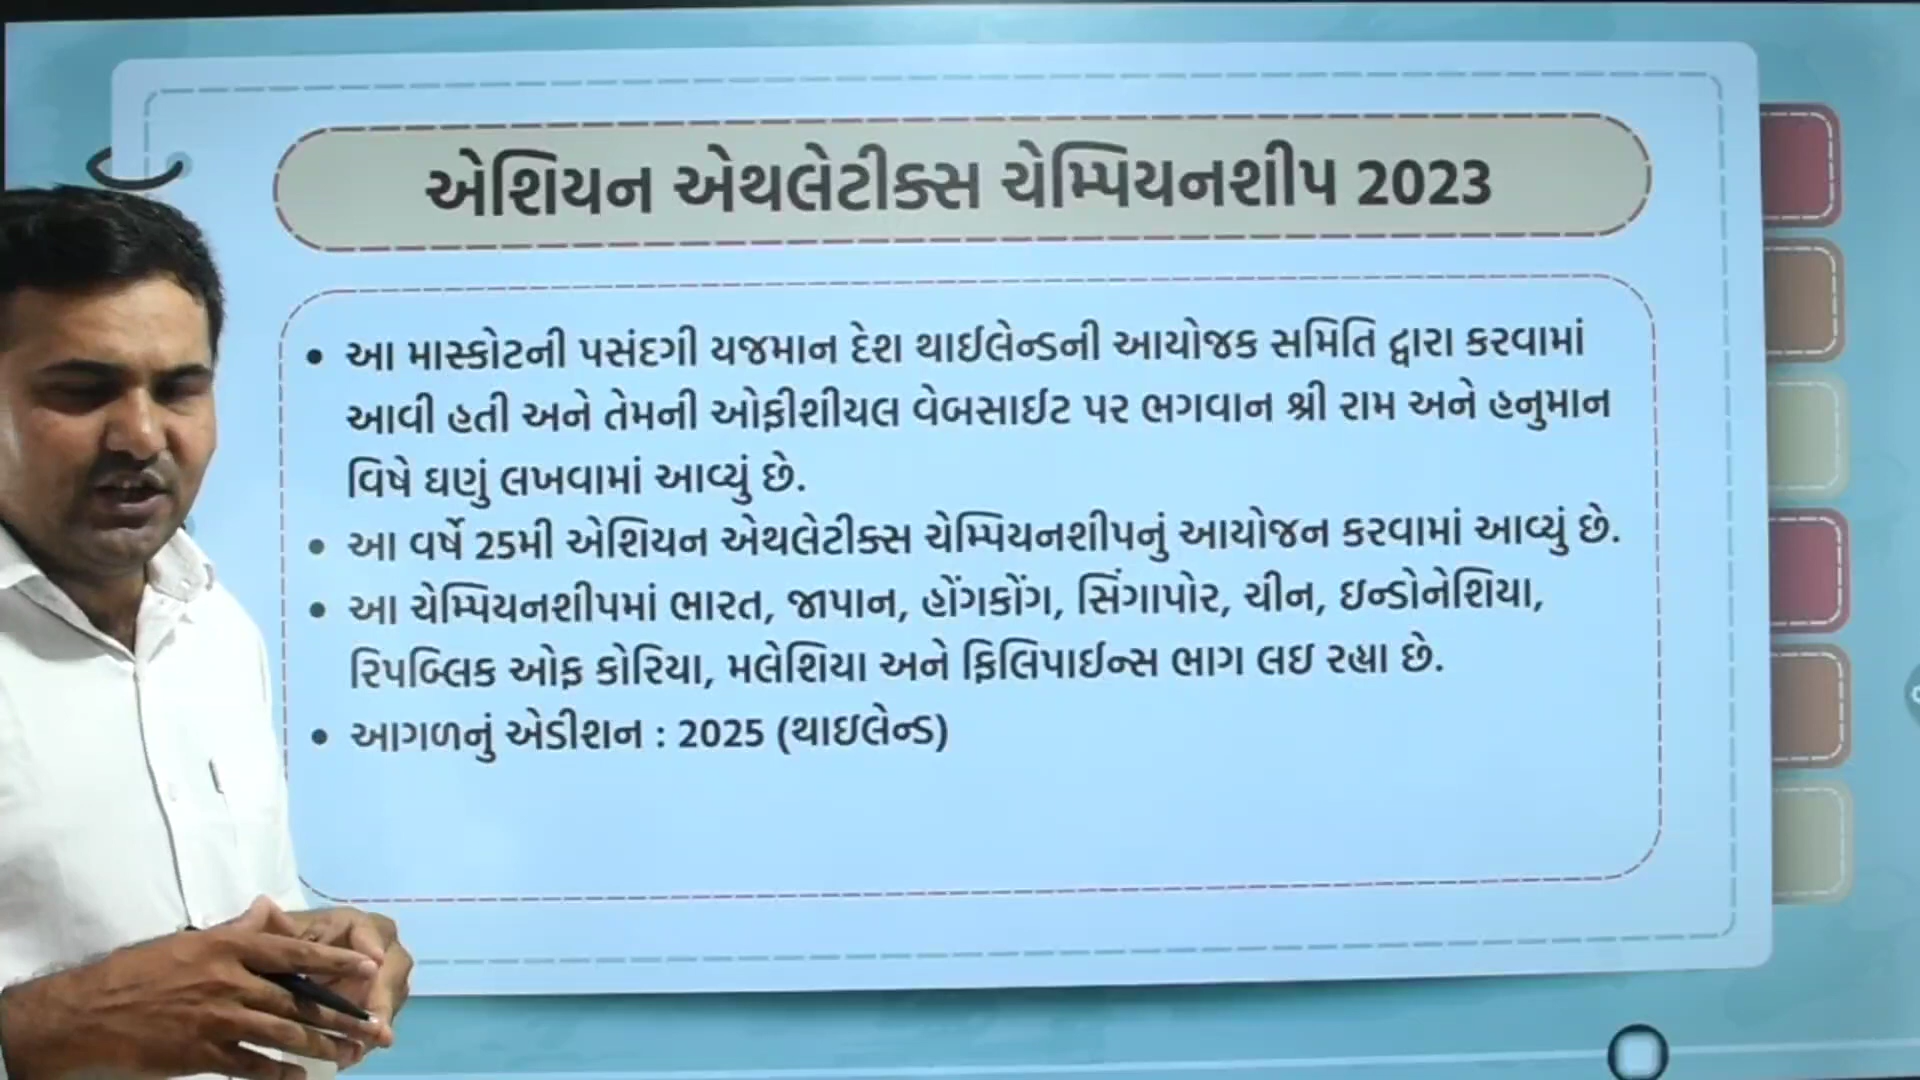 એશિયન એથલેટીક્સ ચેમ્પિયનશીપ 2023
• આ માસ્કોટની પસંદગી યજમાન દેશ થાઈલેન્ડની આયોજક સમિતિ દ્વારા કરવામાં
આવી હતી અને તેમની ઓફીશીયલ વેબસાઈટ પર ભગવાન શ્રી રામ અને હનુમાન
વિષે ઘણું લખવામાં આવ્યું છે.
• આ વર્ષે 25મી એશિયન એથલેટીક્સ ચેમ્પિયનશીપનું આયોજન કરવામાં આવ્યું છે.
• આ ચેમ્પિયનશીપમાં ભારત, જાપાન, હોંગકોંગ, સિંગાપોર, ચીન, ઇન્ડોનેશિયા,
રિપબ્લિક ઓફ કોરિયા, મલેશિયા અને ફિલિપાઈન્સ ભાગ લઇ રહ્યા છે.
• આગળનું એડીશન : 2025 (થાઇલેન્ડ)